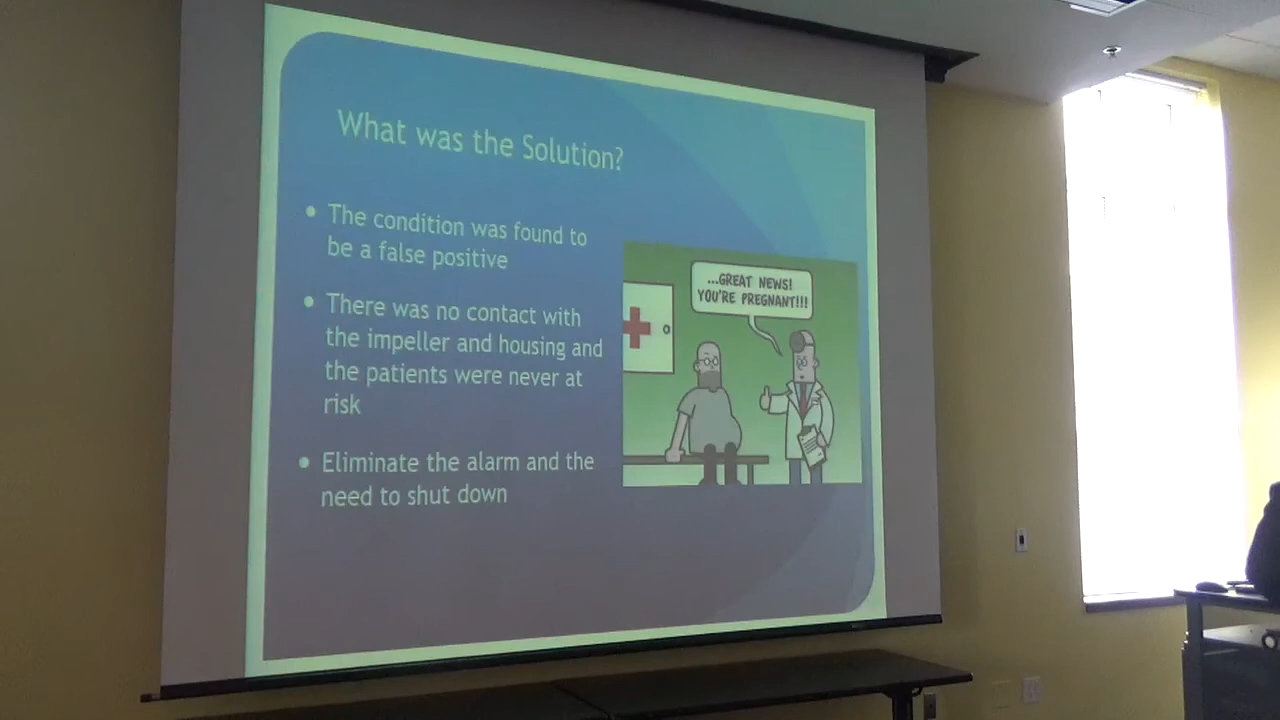 What was the Solution?
• The condition was found to
be a false positive
• There was no contact with
the impeller and housing and
the patients were never at
risk
• Eliminate the alarm and the
need to shut down
...GREAT NEWS!
YOU'RE PREGNANT!!!